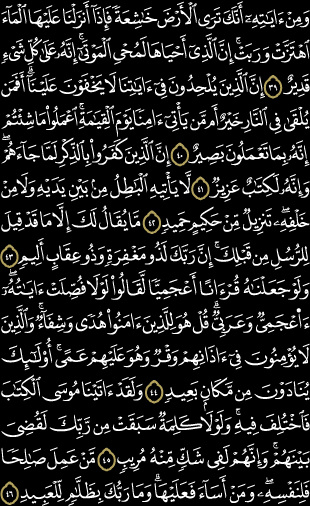 وَمِنْ ءَايَـٰتِهِۦٓ أَنَّكَ تَرَى ٱلْأَرْضَ خَـٰشِعَةً فَإِذَآ أَنزَلْنَا عَلَيْهَا ٱلْمَآءَ
ٱهْتَزَّتْ وَرَبَتْ ۚ إِنَّ ٱلَّذِىٓ أَحْيَاهَا لَمُحْىِ ٱلْمَوْتَىٰٓ ۚ إِنَّهُۥ عَلَىٰ كُلِّ شَىْءٍ
قَدِيرٌ ٣٩ إِنَّ ٱلَّذِينَ يُلْحِدُونَ فِىٓ ءَايَـٰتِنَا لَا يَخْفَوْنَ عَلَيْنَآ ۗ أَفَمَن
يُلْقَىٰ فِى ٱلنَّارِ خَيْرٌ أَم مَّن يَأْتِىٓ ءَامِنًا يَوْمَ ٱلْقِيَـٰمَةِ ۚ ٱعْمَلُوا۟ مَا شِئْتُمْ ۖ
إِنَّهُۥ بِمَا تَعْمَلُونَ بَصِيرٌ ٤٠ إِنَّ ٱلَّذِينَ كَفَرُوا۟ بِٱلذِّكْرِ لَمَّا جَآءَهُمْ ۖ
وَإِنَّهُۥ لَكِتَـٰبٌ عَزِيزٌ ٤١ لَّا يَأْتِيهِ ٱلْبَـٰطِلُ مِنۢ بَيْنِ يَدَيْهِ وَلَا مِنْ
خَلْفِهِۦ ۖ تَنزِيلٌ مِّنْ حَكِيمٍ حَمِيدٍ ٤٢ مَّا يُقَالُ لَكَ إِلَّا مَا قَدْ قِيلَ
لِلرُّسُلِ مِن قَبْلِكَ ۚ إِنَّ رَبَّكَ لَذُو مَغْفِرَةٍ وَذُو عِقَابٍ أَلِيمٍ ٤٣
وَلَوْ جَعَلْنَـٰهُ قُرْءَانًا أَعْجَمِيًّا لَّقَالُوا۟ لَوْلَا فُصِّلَتْ ءَايَـٰتُهُۥٓ ۖ
ءَا۬عْجَمِىٌّ وَعَرَبِىٌّ ۗ قُلْ هُوَ لِلَّذِينَ ءَامَنُوا۟ هُدًى وَشِفَآءٌ ۖ وَٱلَّذِينَ
لَا يُؤْمِنُونَ فِىٓ ءَاذَانِهِمْ وَقْرٌ وَهُوَ عَلَيْهِمْ عَمًى ۚ أُو۟لَـٰٓئِكَ
يُنَادَوْنَ مِن مَّكَانٍۭ بَعِيدٍ ٤٤ وَلَقَدْ ءَاتَيْنَا مُوسَى ٱلْكِتَـٰبَ
فَٱخْتُلِفَ فِيهِ ۗ وَلَوْلَا كَلِمَةٌ سَبَقَتْ مِن رَّبِّكَ لَقُضِىَ
بَيْنَهُمْ ۚ وَإِنَّهُمْ لَفِى شَكٍّ مِّنْهُ مُرِيبٍ ٤٥ مَّنْ عَمِلَ صَـٰلِحًا
فَلِنَفْسِهِۦ ۖ وَمَنْ أَسَآءَ فَعَلَيْهَا ۗ وَمَا رَبُّكَ بِظَلَّـٰمٍ لِّلْعَبِيدِ ٤٦